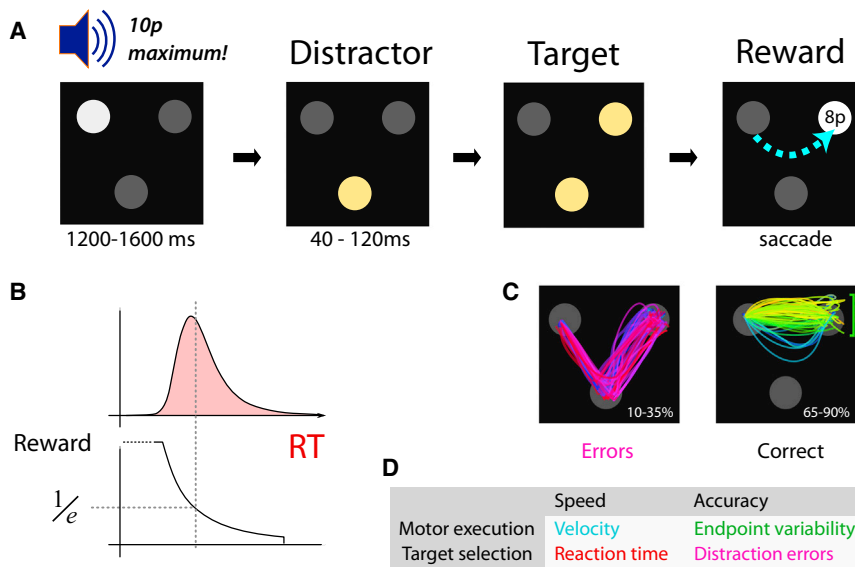 A
10p
maximum!
Distractor
Target
Reward
8p
1200-1600 ms
40 - 120ms
saccade
B
RT
Reward
1/e
C
10-35%
65-90%
Errors
Correct
D
Speed Accuracy
Motor execution Velocity Endpoint variability
Target selection Reaction time Distraction errors